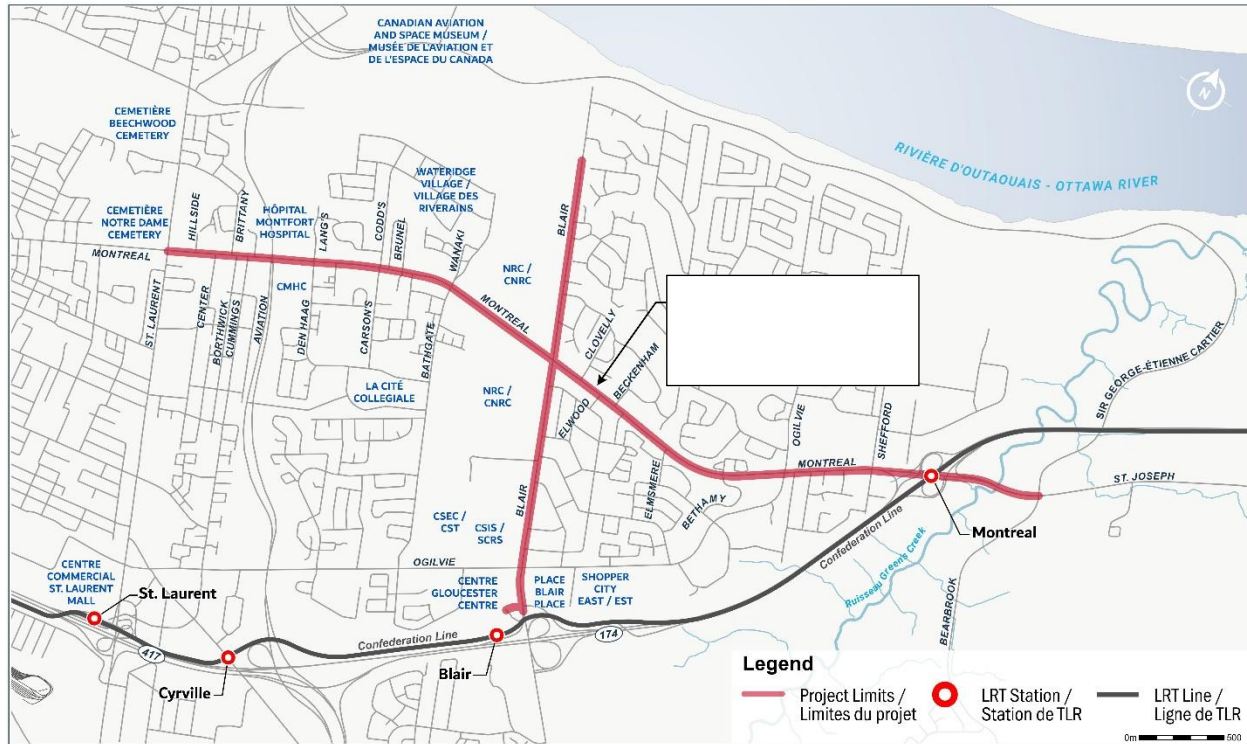 CANADIAN AVIATION
AND SPACE MUSEUM /
MUSÉE DE L'AVIATION ET
DE L'ESPACE DU CANADA
N
CEMETIÈRE
BEECHWOOD
CEMETERY
RIVIÈRE D'OUTAOUAIS - OTTAWA RIVER
WATERIDGE
VILLAGE /
VILLAGE DES
RIVERAINS
CEMETIÈRE
NOTRE DAME
CEMETERY
HILLSIDE
BRITTANY
HÔPITAL
MONTFORT
HOSPITAL
LANG'S
CODD'S
BRUNEL
WANAKI
BLAIR
MONTREAL
NRC /
CNRC
CMHC
MONTREAL
ST. LAURENT
CENTER
BORTHWICK
CUMMINGS
AVIATION
DEN HAAG
CARSON'S
BATHGATE
CLOVELLY
BECKENHAM
LA CITÉ
COLLEGIALE
NRC /
CNRC
ELWOOD
OGILVIE
SHEFFORD
SIR GEORGE-ÉTIENNE CARTIER
ELMSMERE
BETHAMY
MONTREAL
ST. JOSEPH
BLAIR
CSEC /
CST
CSIS /
SCRS
Montreal
Confederation Line
OGILVIE
CENTRE
COMMERCIAL
ST. LAURENT
MALL
St. Laurent
CENTRE
GLOUCESTER
CENTRE
PLACE
BLAIR
PLACE
SHOPPER
CITY
EAST / EST
Ruisseau Green's Creek
BEARBROOK
417
Confederation Line
174
Cyrville
Blair
Legend
Project Limits /
Limites du projet
LRT Station /
Station de TLR
LRT Line /
Ligne de TLR
0m
500